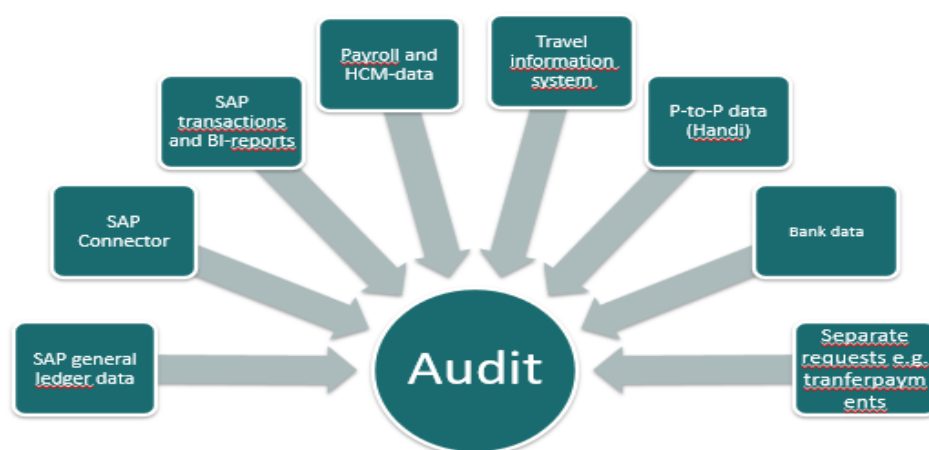 Payroll and
HCM-data
Travel
information
system
SAP
transactions
and BI-reports
P-to-P data
(Handi)
SAP
Connector
Bank data
SAP general
ledger data
Audit
Separate
requests e.g.
tranferpaym
ents